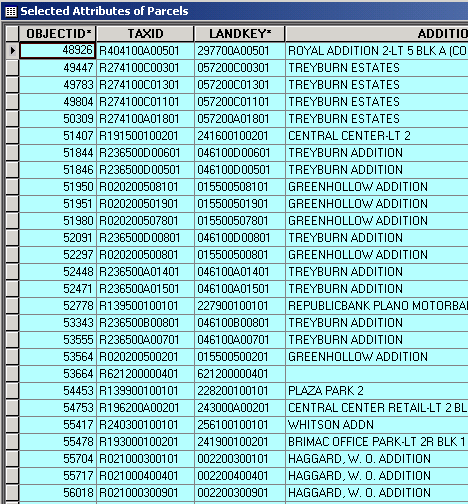 Selected Attributes of Parcels
OBJECTID* TAXID LANDKEY* ADDITIO
48926 R404100A00501 297700A00501 ROYAL ADDITION 2-LT 5 BLK A (CO
49447 R274100C00301 057200C00301 TREYBURN ESTATES
49783 R274100C01301 057200C01301 TREYBURN ESTATES
49804 R274100C01101 057200C01101 TREYBURN ESTATES
50309 R274100A01801 057200A01801 TREYBURN ESTATES
51407 R191500100201 241600100201 CENTRAL CENTER-LT 2
51844 R236500D00601 046100D00601 TREYBURN ADDITION
51846 R236500D00501 046100D00501 TREYBURN ADDITION
51950 R020200508101 015500508101 GREENHOLLOW ADDITION
51951 R020200501901 015500501901 GREENHOLLOW ADDITION
51980 R020200507801 015500507801 GREENHOLLOW ADDITION
52091 R236500D00801 046100D00801 TREYBURN ADDITION
52297 R020200500801 015500500801 GREENHOLLOW ADDITION
52448 R236500A01401 046100A01401 TREYBURN ADDITION
52471 R236500A01501 046100A01501 TREYBURN ADDITION
52778 R139500100101 227900100101 REPUBLICBANK PLANO MOTORBA
53343 R236500B00801 046100B00801 TREYBURN ADDITION
53555 R236500A00701 046100A00701 TREYBURN ADDITION
53564 R020200500201 015500500201 GREENHOLLOW ADDITION
53664 R621200000401 621200000401
54453 R139900100101 228200100101 PLAZA PARK 2
54753 R196200A00201 243000A00201 CENTRAL CENTER RETAIL-LT 2 BL
55417 R240300100101 256100100101 WHITSON ADDN
55478 R193000100201 241900100201 BRIMAC OFFICE PARK-LT 2R BLK 1
55704 R021000300101 002200300101 HAGGARD, W. O. ADDITION
55717 R021000400401 002200400401 HAGGARD, W. O. ADDITION
56018 R021000300901 002200300901 HAGGARD, W. O. ADDITION